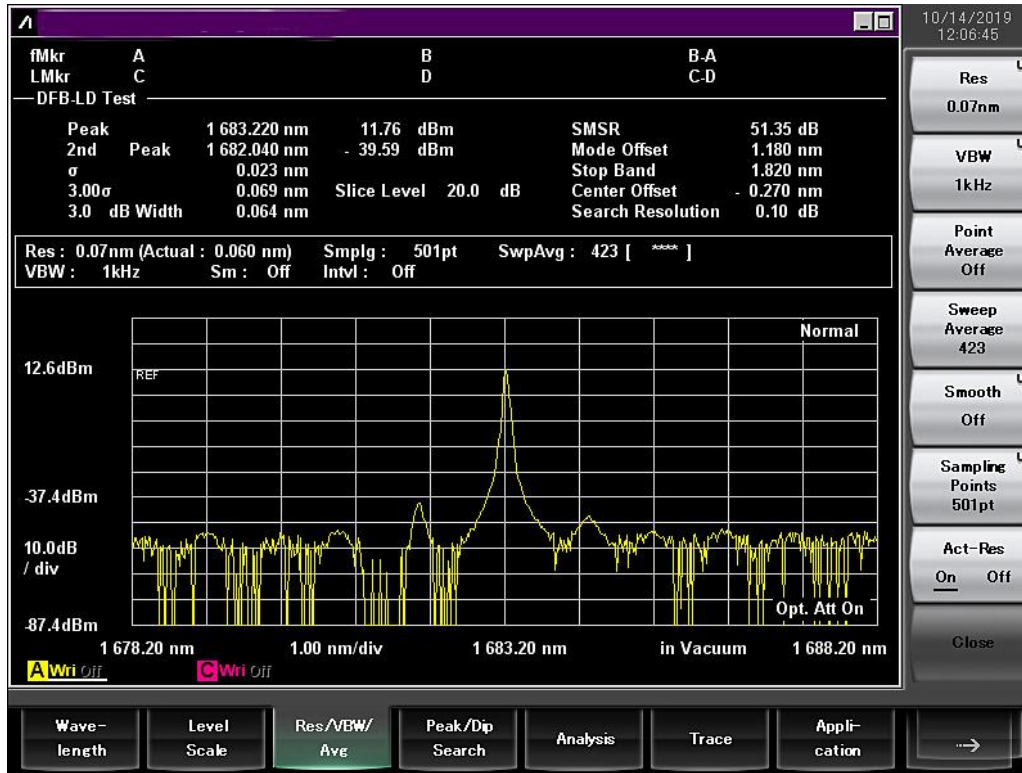 10/14/2019
12:06:45
fMkr A B B-A
LMkr C D C-D
DFB-LD Test
Peak 1 683.220 nm 11.76 dBm SMSR 51.35 dB
2nd Peak 1 682.040 nm - 39.59 dBm Mode Offset 1.180 nm
σ 0.023 nm Stop Band 1.820 nm
3.00σ 0.069 nm Slice Level 20.0 dB Center Offset - 0.270 nm
3.0 dB Width 0.064 nm Search Resolution 0.10 dB
Res : 0.07nm (Actual : 0.060 nm) Smplg : 501pt SwpAvg : 423 [ **** ]
VBW : 1kHz Sm : Off Intvl : Off
Normal
12.6dBm
REF
-37.4dBm
10.0dB
/ div
Opt. Att On
-87.4dBm
1 678.20 nm 1.00 nm/div 1 683.20 nm in Vacuum 1 688.20 nm
A Wri Off C Wri Off
Res
0.07nm
VBW
1kHz
Point
Average
Off
Sweep
Average
423
Smooth
Off
Sampling
Points
501pt
Act-Res
On Off
Close
Wave-
length
Level
Scale
Res/VBW/
Avg
Peak/Dip
Search
Analysis
Trace
Appli-
cation